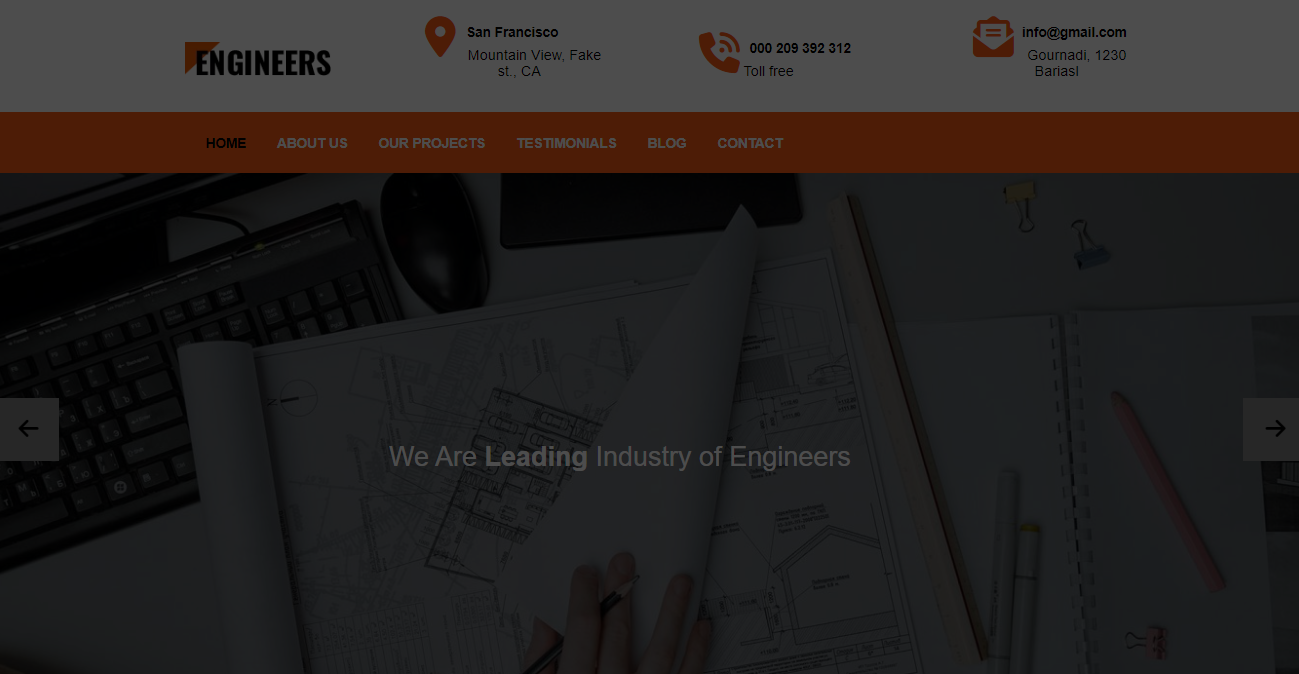 ENGINEERS
San Francisco
Mountain View, Fake
st., CA
000 209 392 312
Toll free
info@gmail.com
Gournadi, 1230
Bariasl
HOME ABOUT US OUR PROJECTS TESTIMONIALS BLOG CONTACT
We Are Leading Industry of Engineers